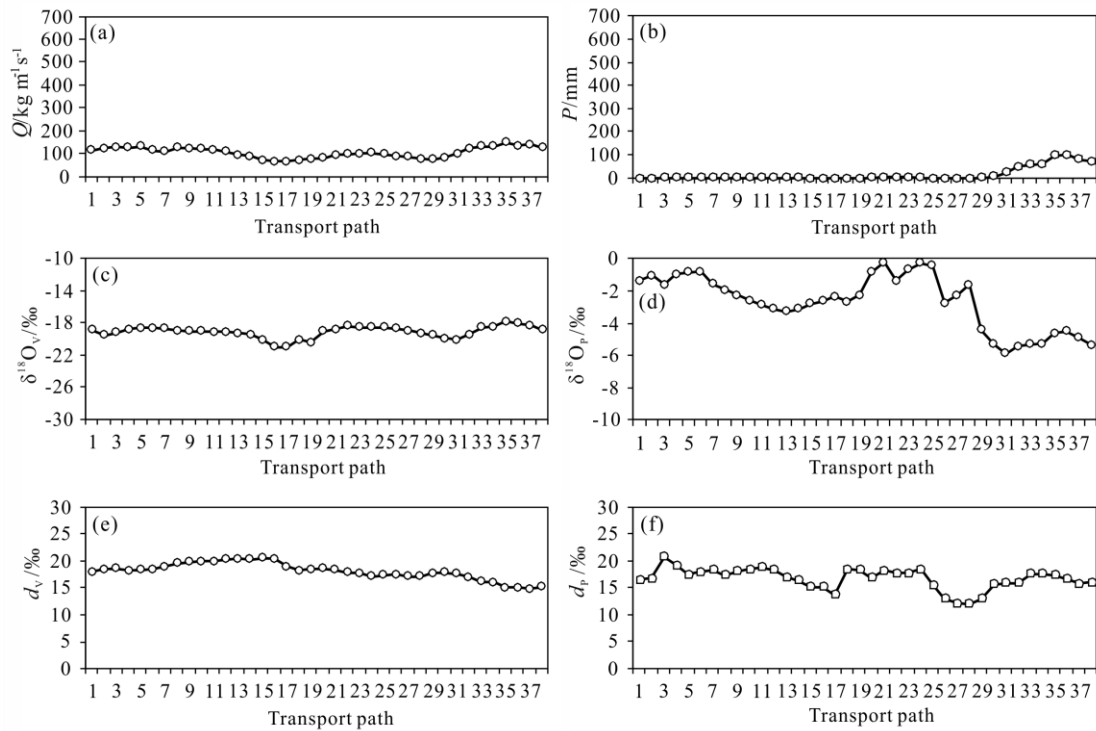 (a)
Q/kg m⁻¹s⁻¹
700
600
500
400
300
200
100
0
1 3 5 7 9 11 13 15 17 19 21 23 25 27 29 31 33 35 37
Transport path
(b)
P/mm
700
600
500
400
300
200
100
0
1 3 5 7 9 11 13 15 17 19 21 23 25 27 29 31 33 35 37
Transport path
(c)
δ¹⁸Oᵥ/‰
-10
-14
-18
-22
-26
-30
1 3 5 7 9 11 13 15 17 19 21 23 25 27 29 31 33 35 37
Transport path
(d)
δ¹⁸Oₚ/‰
0
-2
-4
-6
-8
-10
1 3 5 7 9 11 13 15 17 19 21 23 25 27 29 31 33 35 37
Transport path
(e)
dᵥ/‰
30
25
20
15
10
5
0
1 3 5 7 9 11 13 15 17 19 21 23 25 27 29 31 33 35 37
Transport path
(f)
dₚ/‰
30
25
20
15
10
5
0
1 3 5 7 9 11 13 15 17 19 21 23 25 27 29 31 33 35 37
Transport path